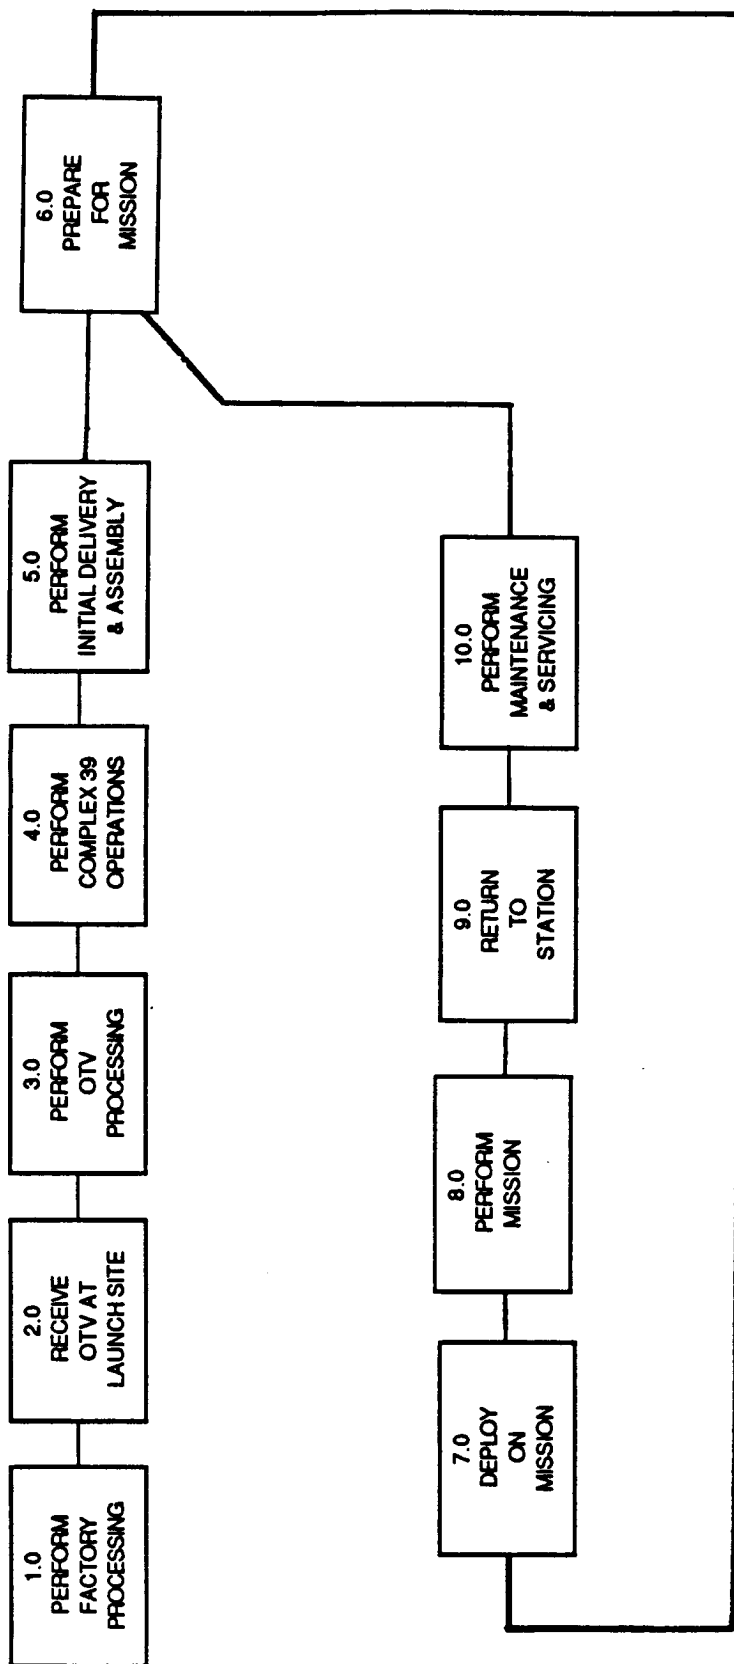 1.0
PERFORM
FACTORY
PROCESSING
2.0
RECEIVE
OTV AT
LAUNCH SITE
3.0
PERFORM
OTV
PROCESSING
4.0
PERFORM
COMPLEX 39
OPERATIONS
5.0
PERFORM
INITIAL DELIVERY
& ASSEMBLY
6.0
PREPARE
FOR
MISSION
7.0
DEPLOY
ON
MISSION
8.0
PERFORM
MISSION
9.0
RETURN
TO
STATION
10.0
PERFORM
MAINTENANCE
& SERVICING